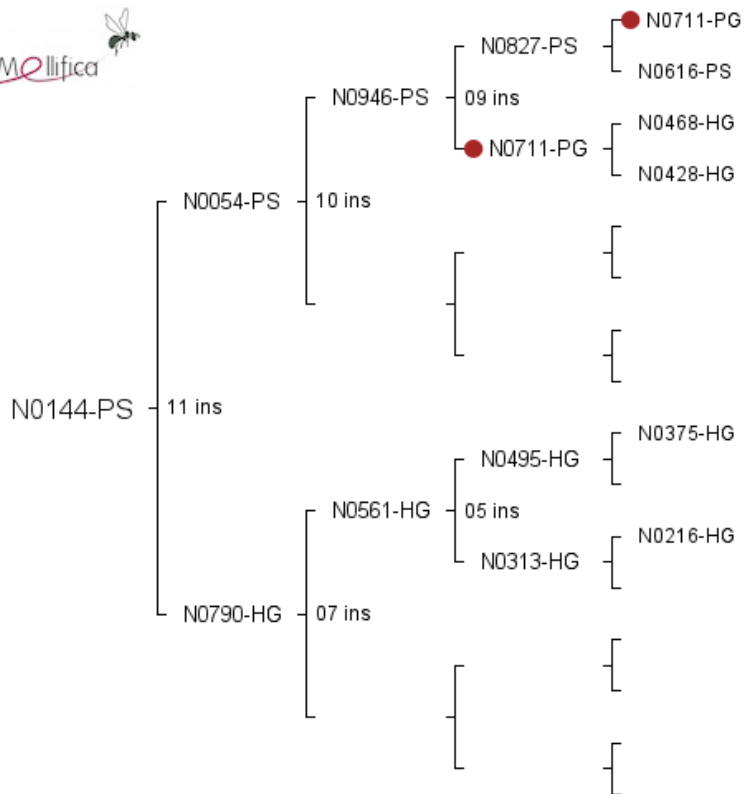 N0711-PG
N0827-PS
N0616-PS
Mellifica
N0946-PS
09 ins
N0468-HG
N0711-PG
N0428-HG
N0054-PS
10 ins
N0144-PS
11 ins
N0375-HG
N0495-HG
N0561-HG
05 ins
N0216-HG
N0313-HG
N0790-HG
07 ins